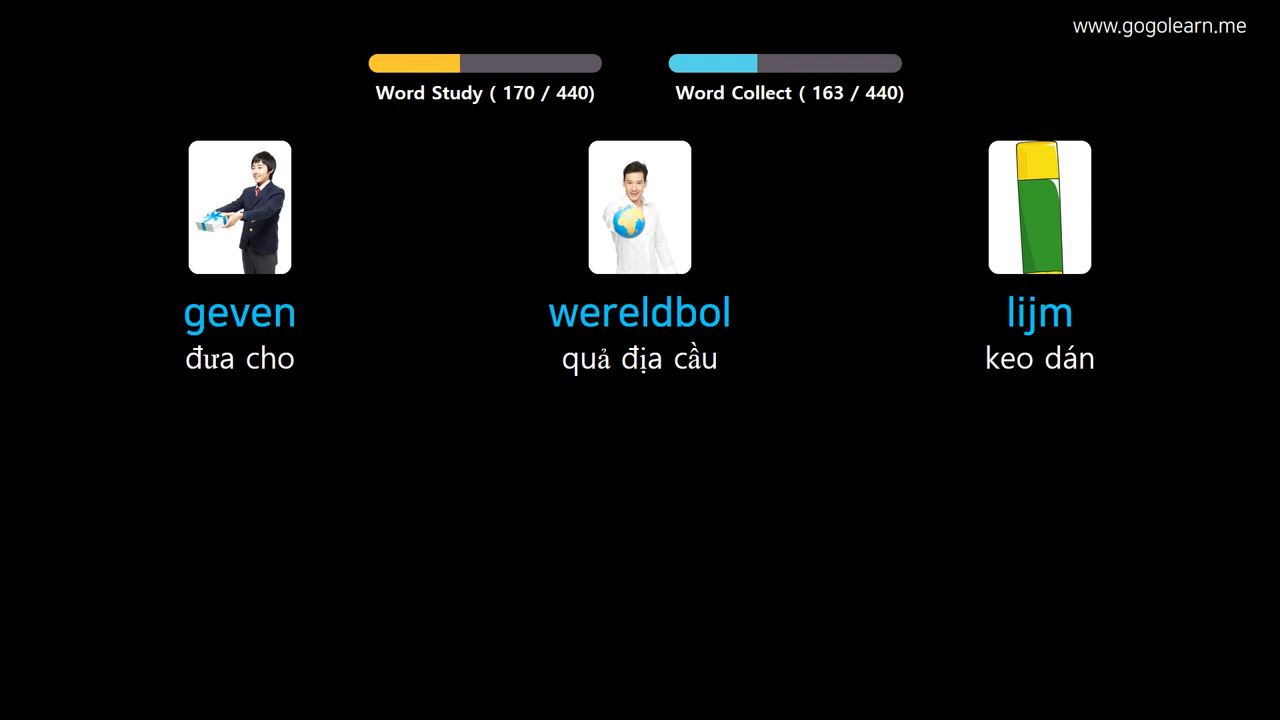 www.gogolearn.me
Word Study ( 170 / 440)
Word Collect ( 163 / 440)
geven
wereldbol
lijm
đưa cho
quả địa cầu
keo dán